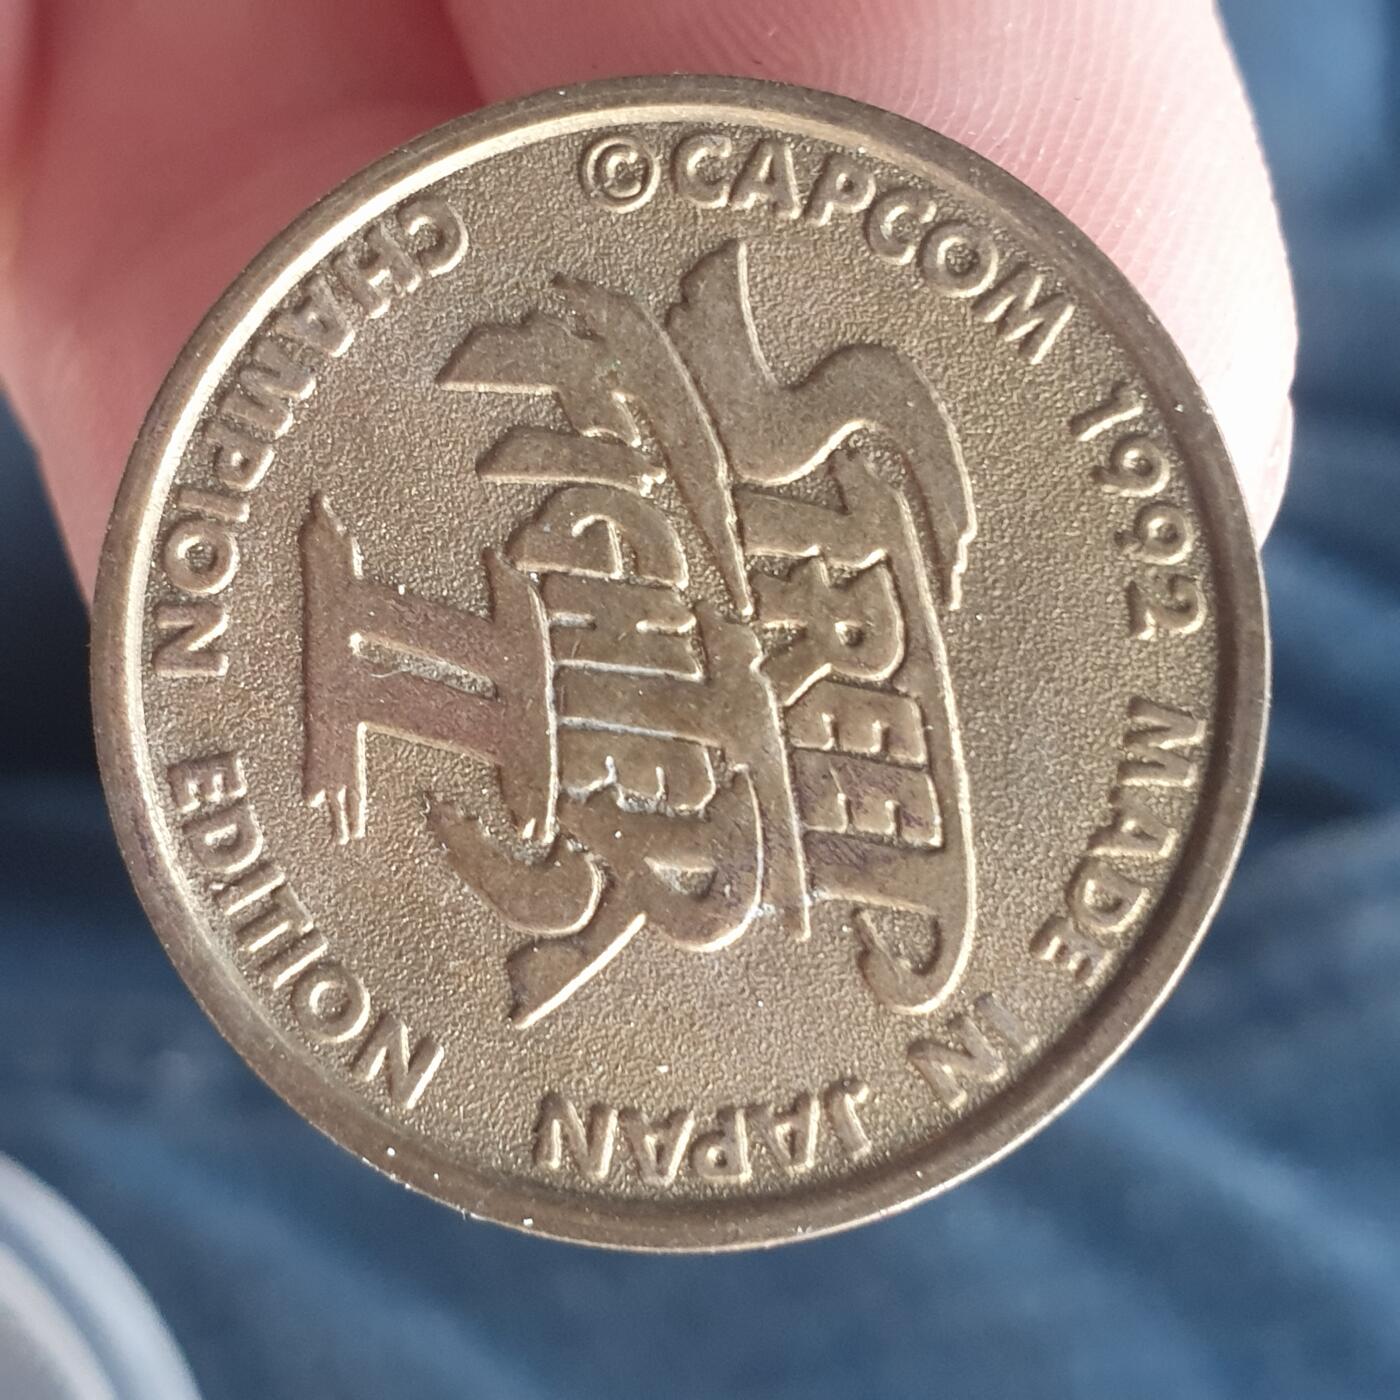 ©CAPCOM 1992 MADE IN JAPAN
STREET
FIGHTER
II
CHAMPION EDITION